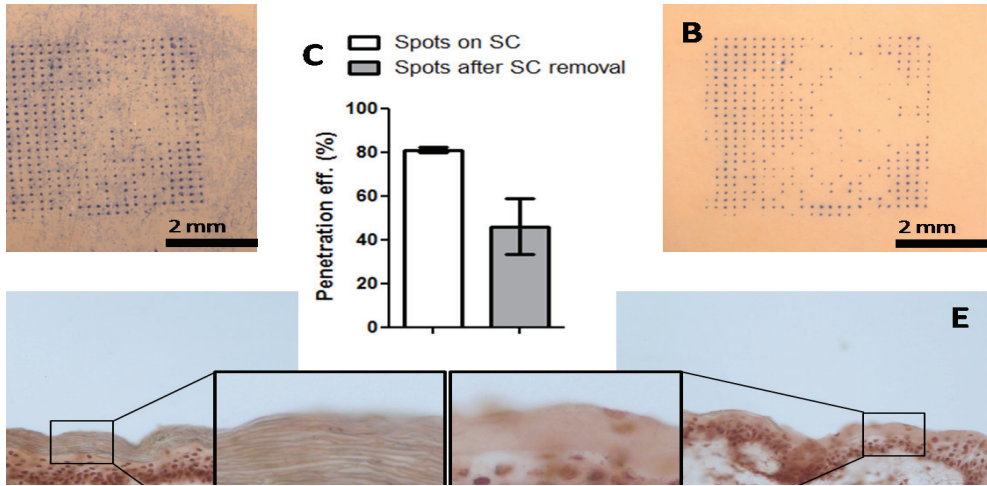 C
Spots on SC
Spots after SC removal
B
100
80
60
40
20
0
Penetration eff. (%)
2 mm
2 mm
E